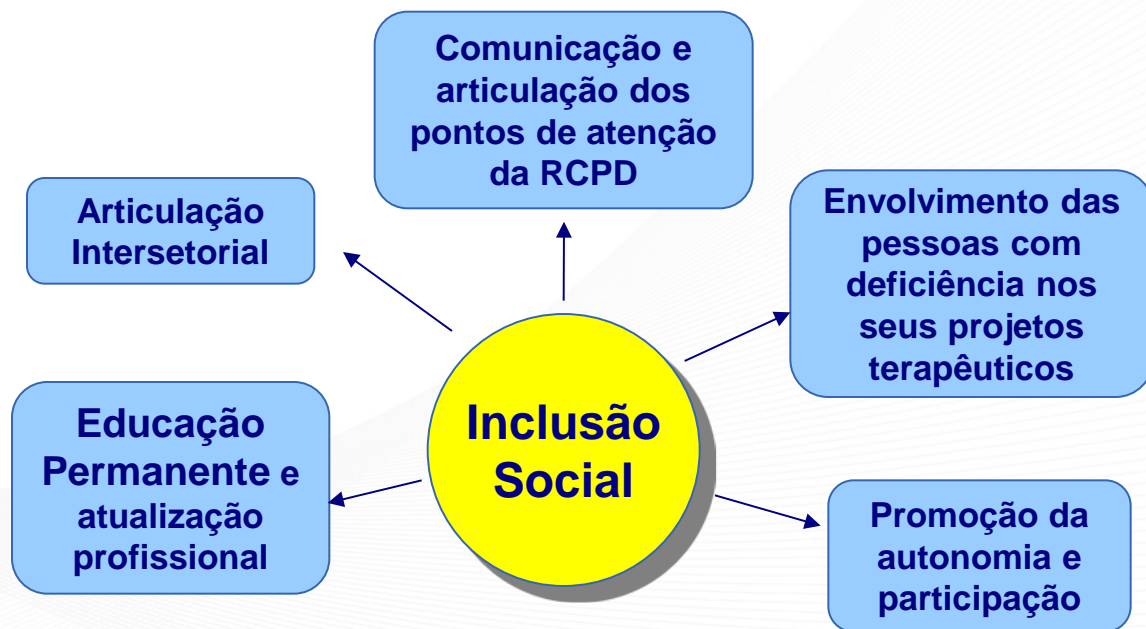 Comunicação e
articulação dos
pontos de atenção
da RCPD
Articulação
Intersetorial
Envolvimento das
pessoas com
deficiência nos
seus projetos
terapêuticos
Educação
Permanente e
atualização
profissional
Inclusão
Social
Promoção da
autonomia e
participação